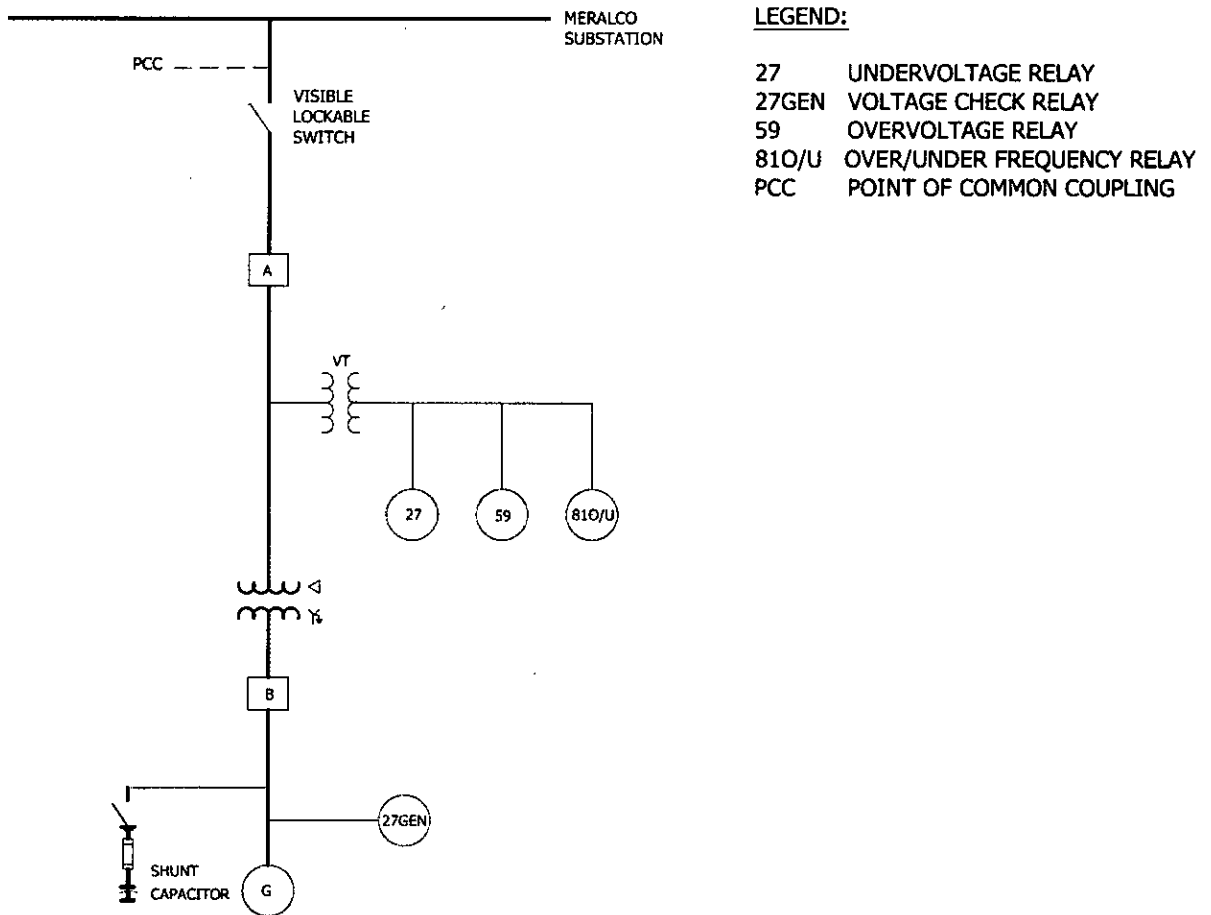 MERALCO
SUBSTATION
PCC
VISIBLE
LOCKABLE
SWITCH
A
VT
27
59
81O/U
B
27GEN
SHUNT
CAPACITOR
G
LEGEND:
27 UNDERVOLTAGE RELAY
27GEN VOLTAGE CHECK RELAY
59 OVERVOLTAGE RELAY
81O/U OVER/UNDER FREQUENCY RELAY
PCC POINT OF COMMON COUPLING